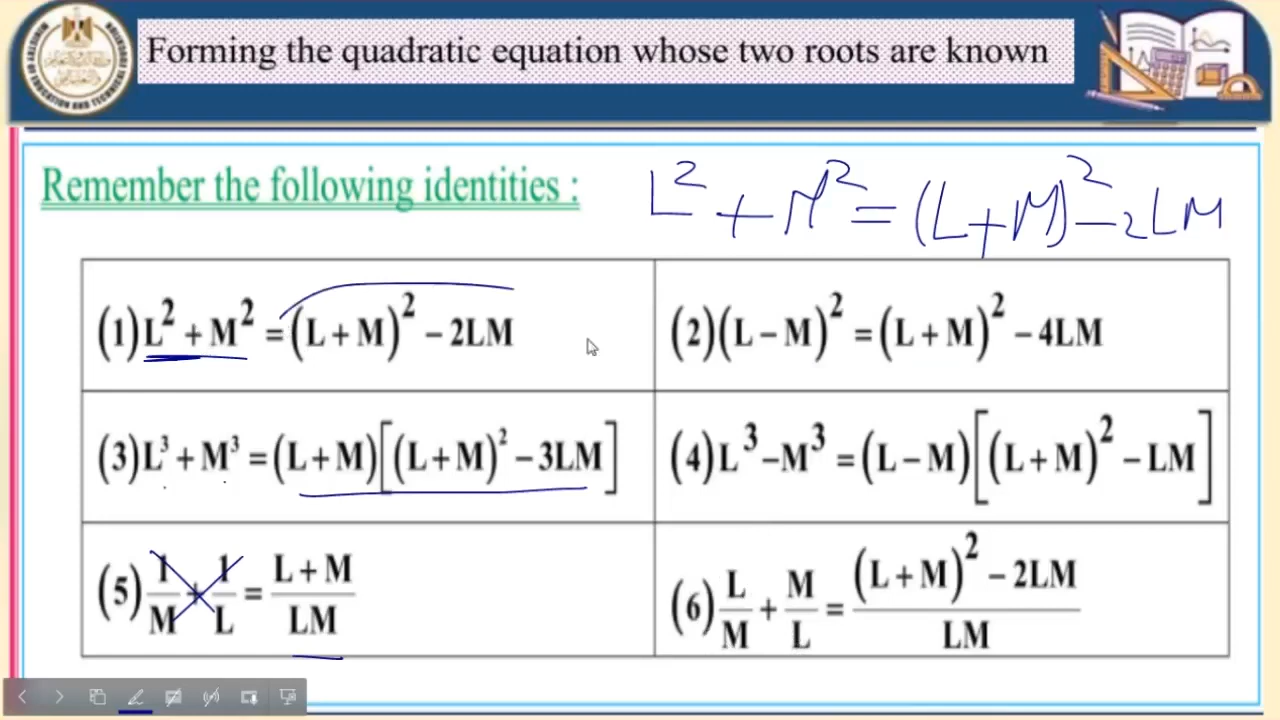 Forming the quadratic equation whose two roots are known
Remember the following identities :
L² + M² = (L+M)² - 2LM
(1) L² + M² = (L + M)² − 2LM
(2) (L − M)² = (L + M)² − 4LM
(3) L³ + M³ = (L + M)[(L + M)² − 3LM]
(4) L³ − M³ = (L − M)[(L + M)² − LM]
(5) 1/M + 1/L = L + M/LM
(6) L/M + M/L = (L + M)² − 2LM/LM